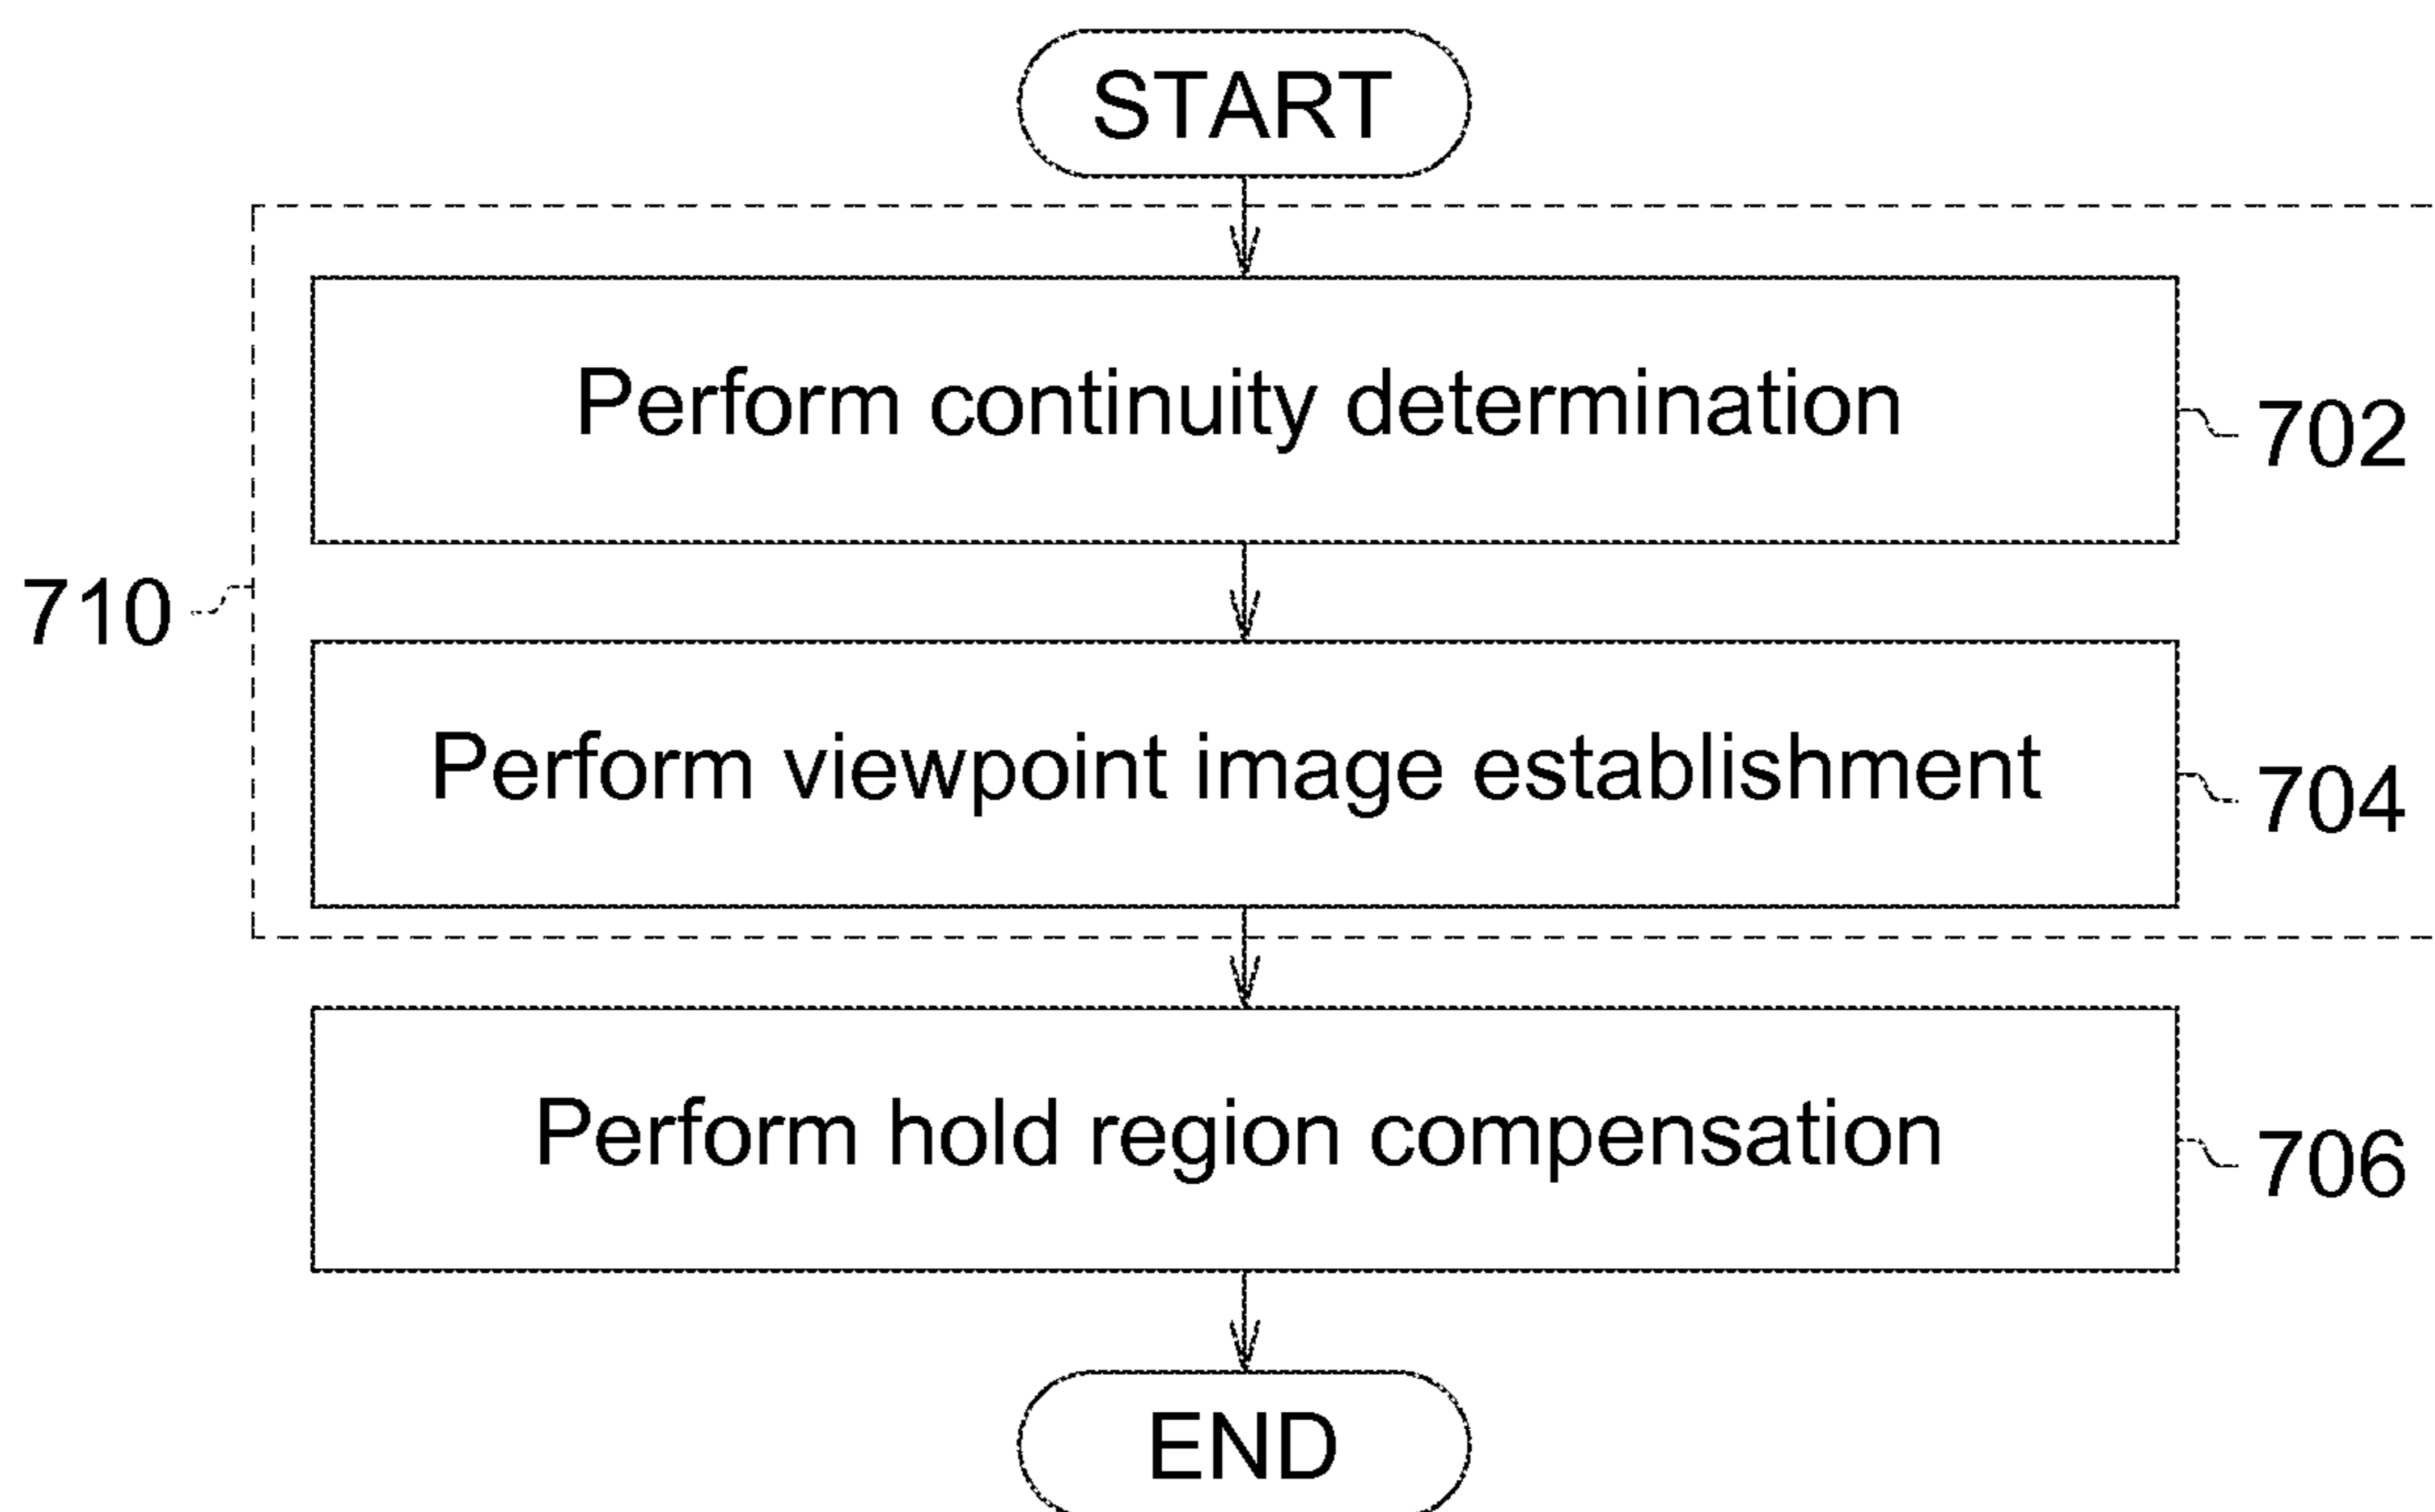 START
Perform continuity determination
702
710
Perform viewpoint image establishment
704
Perform hold region compensation
706
END